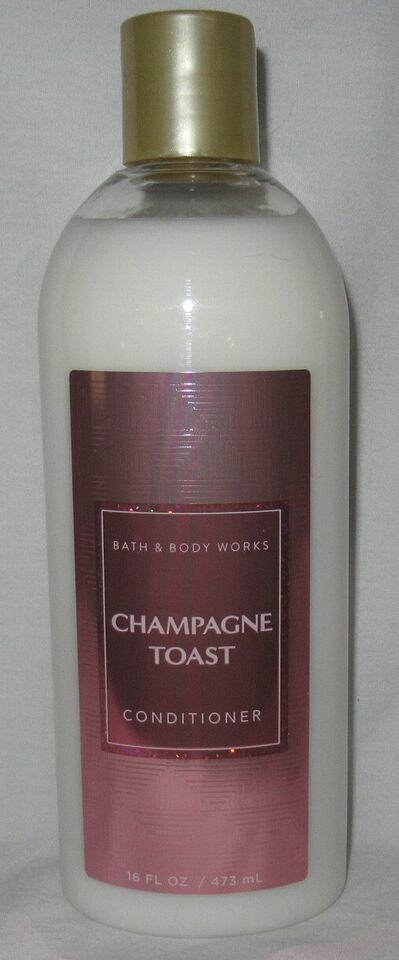 BATH & BODY WORKS
CHAMPAGNE
TOAST
CONDITIONER
16 FL OZ / 473 mL